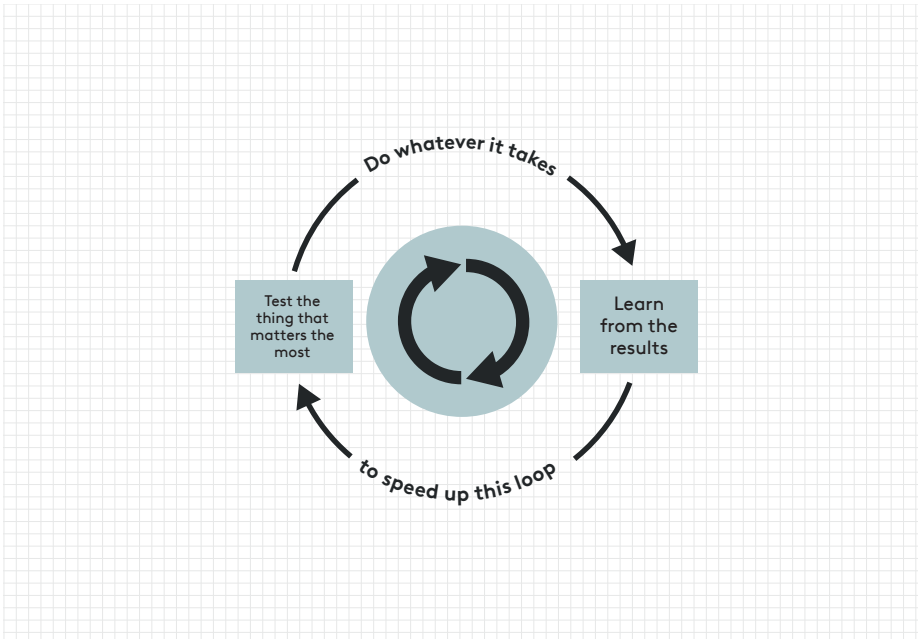 Do whatever it takes
Test the
thing that
matters the
most
Learn
from the
results
to speed up this loop